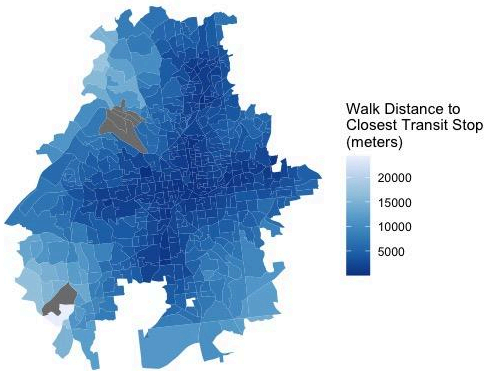 Walk Distance to
Closest Transit Stop
(meters)
20000
15000
10000
5000